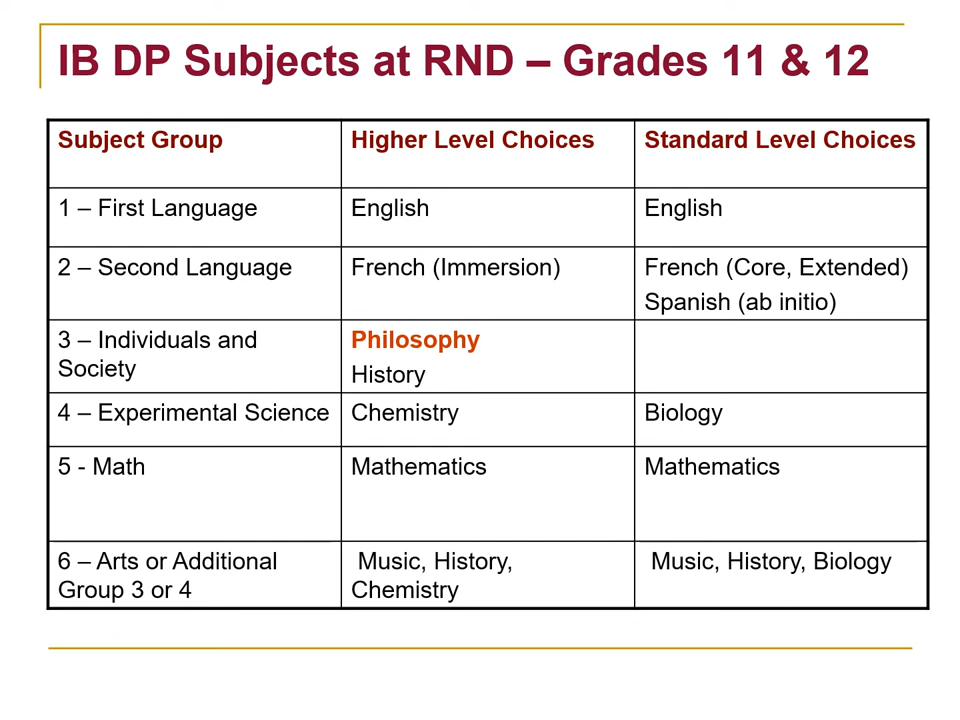 IB DP Subjects at RND – Grades 11 & 12
Subject Group
Higher Level Choices
Standard Level Choices
1 – First Language
English
English
2 – Second Language
French (Immersion)
French (Core, Extended)
Spanish (ab initio)
3 – Individuals and
Society
Philosophy
History
4 – Experimental Science
Chemistry
Biology
5 - Math
Mathematics
Mathematics
6 – Arts or Additional
Group 3 or 4
Music, History,
Chemistry
Music, History, Biology